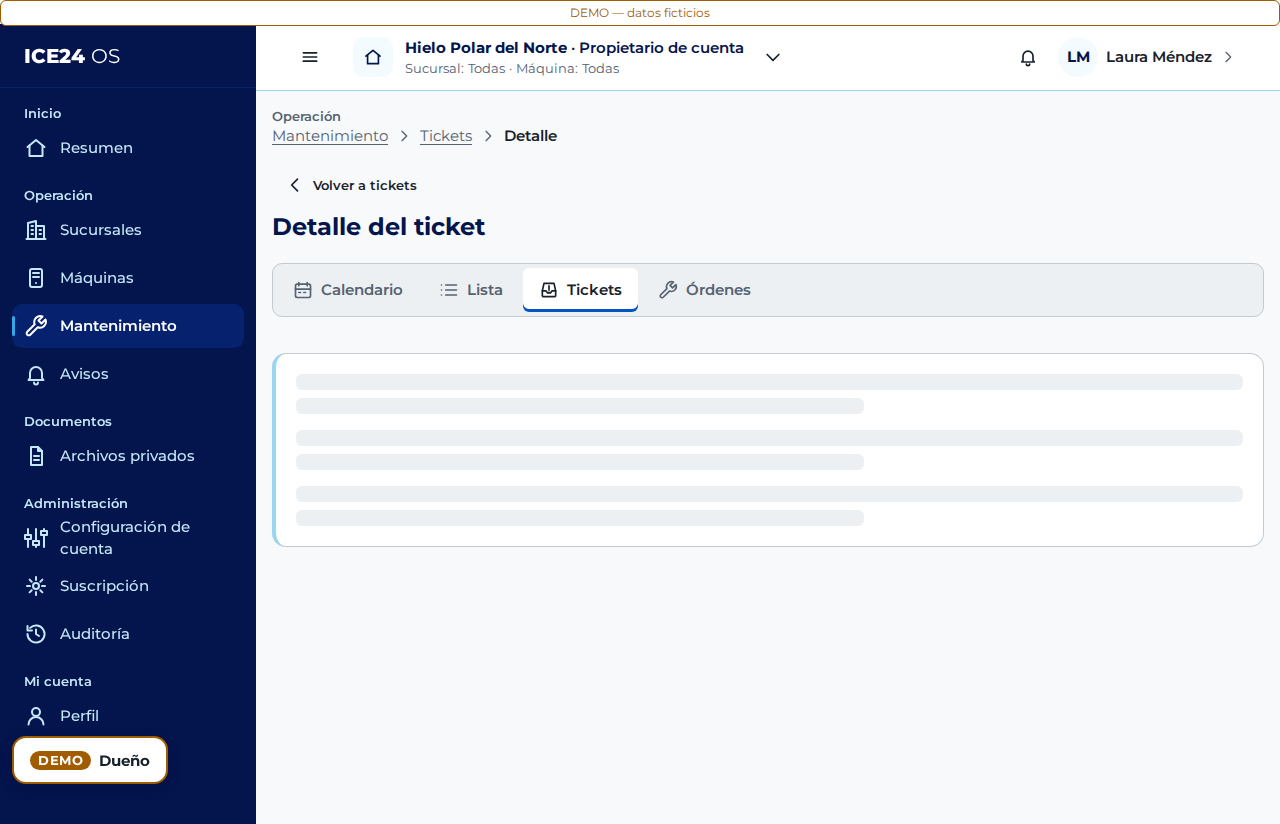 DEMO — datos ficticios
ICE24 OS
Inicio
Resumen
Operación
Sucursales
Máquinas
Mantenimiento
Avisos
Documentos
Archivos privados
Administración
Configuración de
cuenta
Suscripción
Auditoría
Mi cuenta
Perfil
DEMO Dueño
Hielo Polar del Norte · Propietario de cuenta
Sucursal: Todas · Máquina: Todas
LM Laura Méndez
Operación
Mantenimiento > Tickets > Detalle
Volver a tickets
Detalle del ticket
Calendario Lista Tickets Órdenes